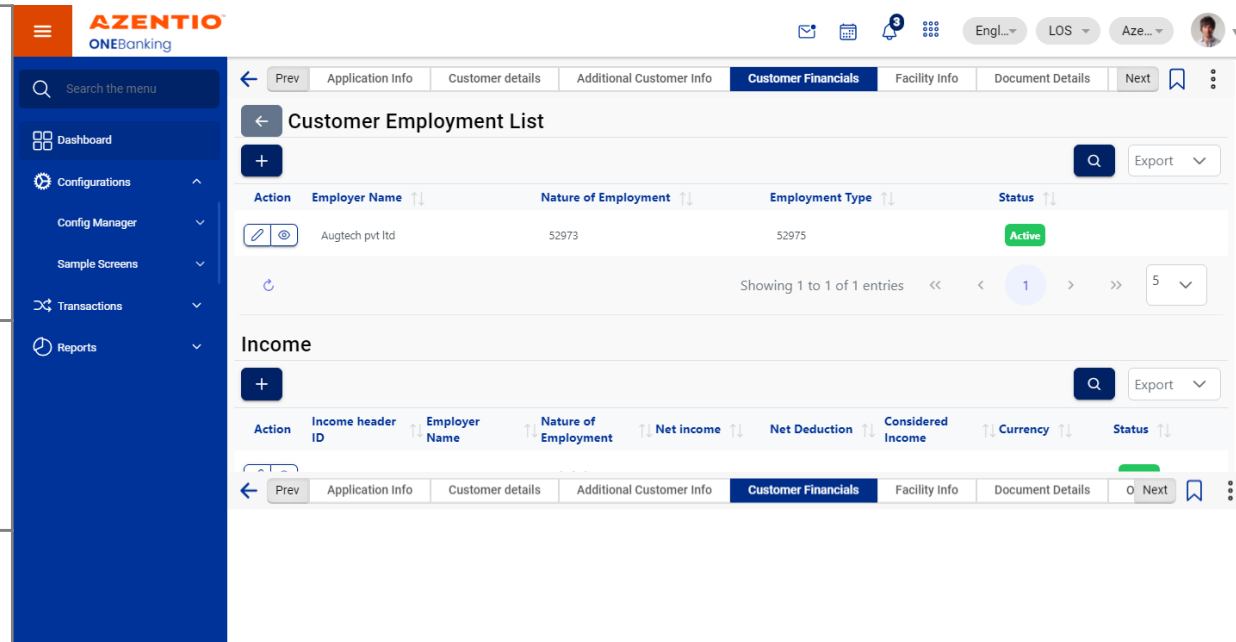 AZENTIO
ONEBanking
3
Engl...
LOS
Aze...
Search the menu
Dashboard
Configurations
Config Manager
Sample Screens
Transactions
Reports
Prev Application Info Customer details Additional Customer Info Customer Financials Facility Info Document Details Next
Customer Employment List
+ Export
Action Employer Name Nature of Employment Employment Type Status
Augtech pvt ltd 52973 52975 Active
Showing 1 to 1 of 1 entries << < 1 > >> 5
Income
+ Export
Action Income header ID Employer Name Nature of Employment Net income Net Deduction Considered Income Currency Status
Prev Application Info Customer details Additional Customer Info Customer Financials Facility Info Document Details O Next